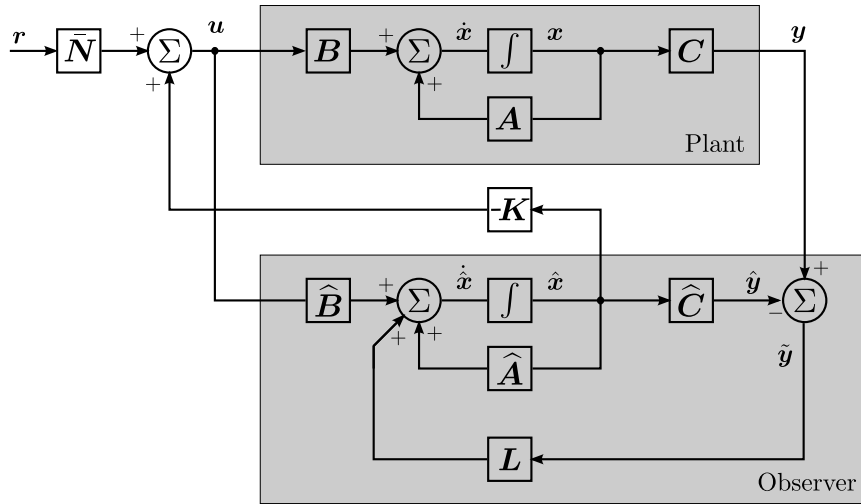 r N̄ + Σ u B + Σ ẋ ∫ x C y
+ + A
Plant
-K
B̂ + Σ x̂̇ ∫ x̂ Ĉ ŷ − + Σ
+ + Â ỹ
L
Observer